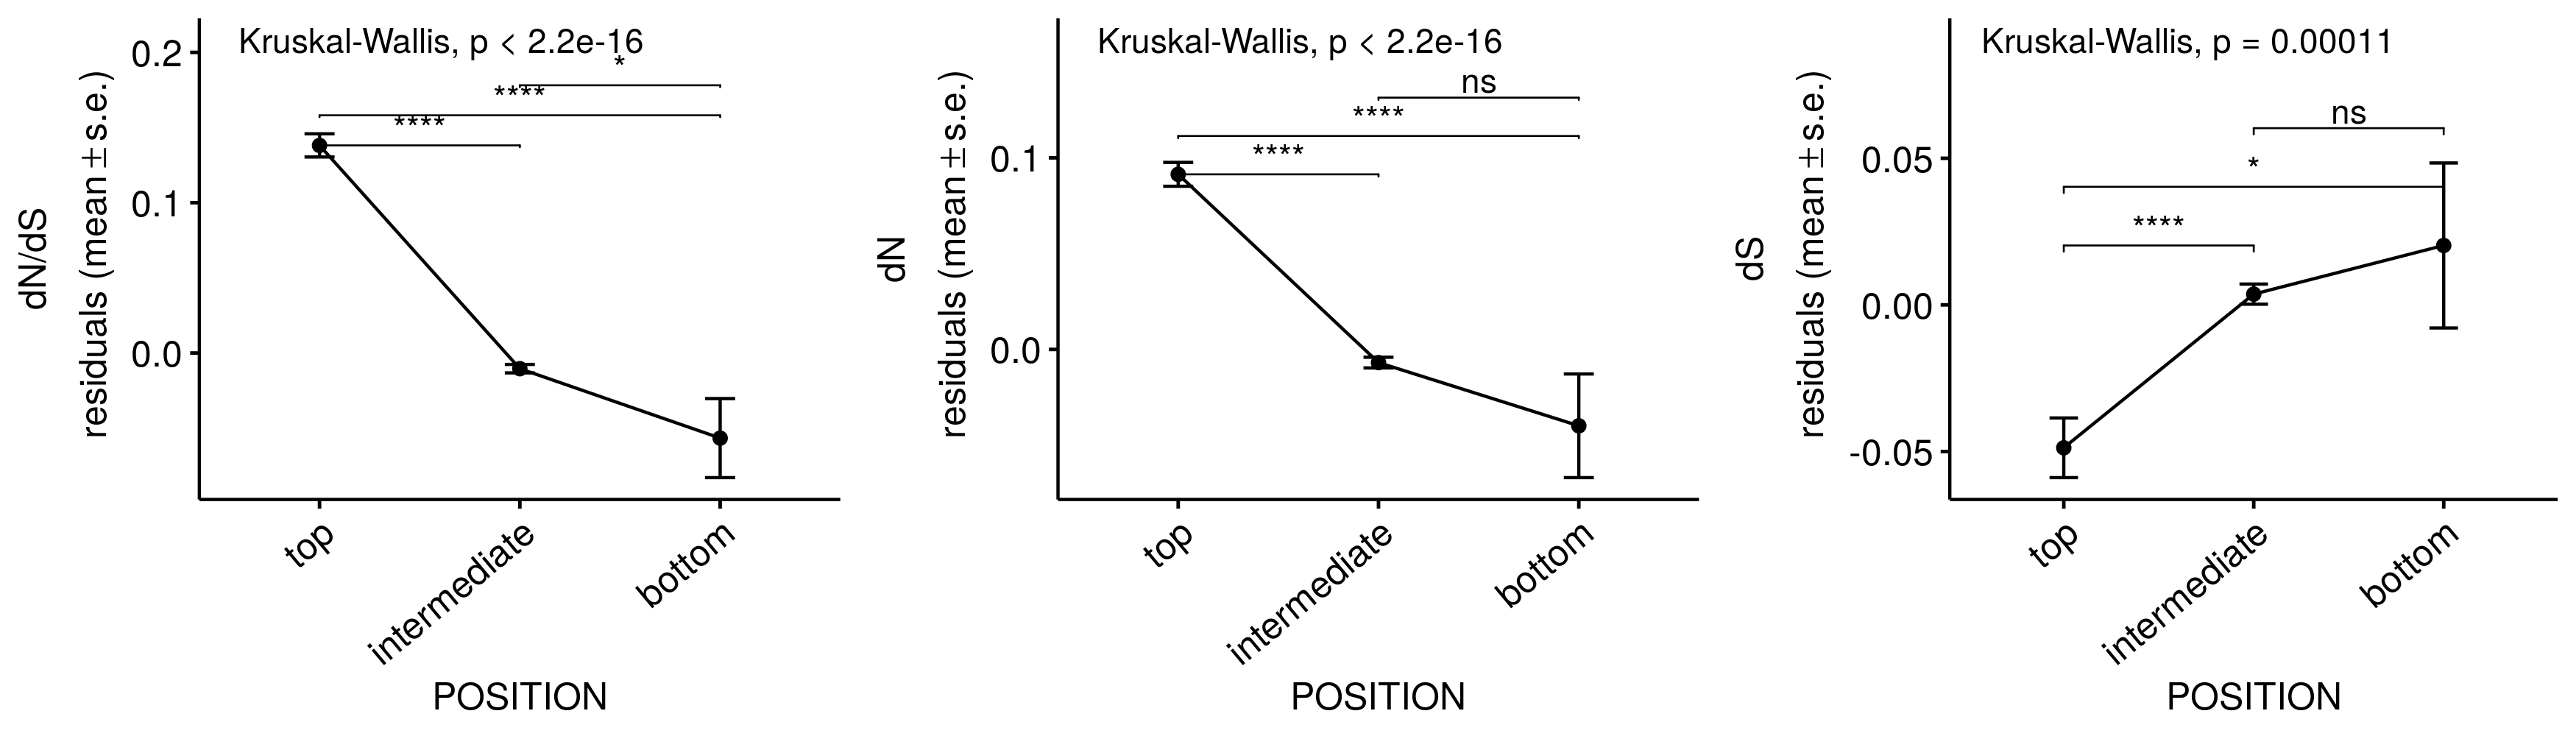 dN/dS
residuals (mean ± s.e.)
0.2
0.1
0.0
Kruskal-Wallis, p < 2.2e-16
*
****
****
top
intermediate
bottom
POSITION
dN
residuals (mean ± s.e.)
0.1
0.0
Kruskal-Wallis, p < 2.2e-16
ns
****
****
top
intermediate
bottom
POSITION
dS
residuals (mean ± s.e.)
0.05
0.00
-0.05
Kruskal-Wallis, p = 0.00011
ns
*
****
top
intermediate
bottom
POSITION